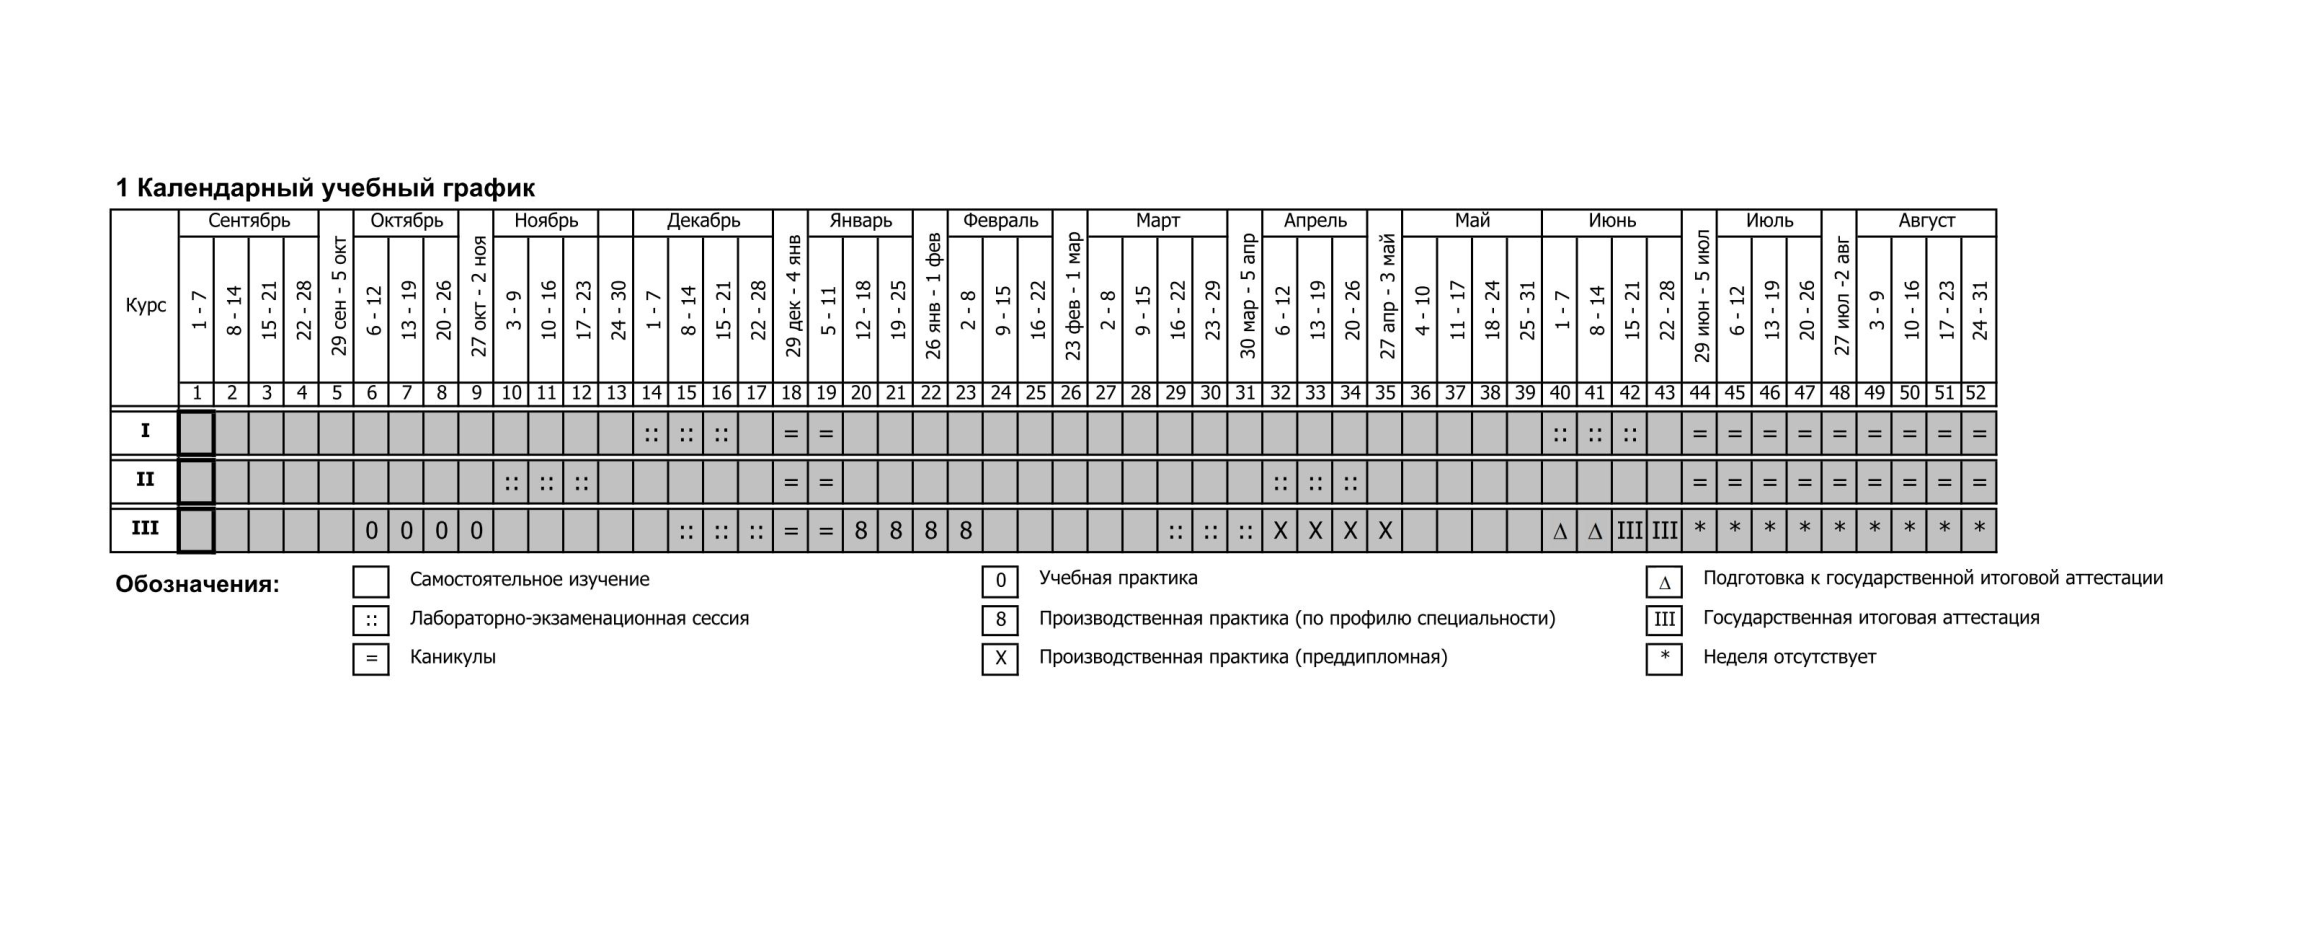 1 Календарный учебный график
Курс Сентябрь 29 сен - 5 окт Октябрь 27 окт - 2 ноя Ноябрь Декабрь 29 дек - 4 янв Январь 26 янв - 1 фев Февраль 23 фев - 1 мар Март 30 мар - 5 апр Апрель 27 апр - 3 май Май Июнь 29 июн - 5 июл Июль 27 июл -2 авг Август
1 - 7 8 - 14 15 - 21 22 - 28 6 - 12 13 - 19 20 - 26 3 - 9 10 - 16 17 - 23 24 - 30 1 - 7 8 - 14 15 - 21 22 - 28 5 - 11 12 - 18 19 - 25 2 - 8 9 - 15 16 - 22 2 - 8 9 - 15 16 - 22 23 - 29 6 - 12 13 - 19 20 - 26 4 - 10 11 - 17 18 - 24 25 - 31 1 - 7 8 - 14 15 - 21 22 - 28 6 - 12 13 - 19 20 - 26 3 - 9 10 - 16 17 - 23 24 - 31
1 2 3 4 5 6 7 8 9 10 11 12 13 14 15 16 17 18 19 20 21 22 23 24 25 26 27 28 29 30 31 32 33 34 35 36 37 38 39 40 41 42 43 44 45 46 47 48 49 50 51 52
I :: :: :: = = :: :: :: = = = = = = = = =
II :: :: :: = = :: :: :: = = = = = = = = =
III 0 0 0 0 :: :: :: = = 8 8 8 8 :: :: :: X X X X Δ Δ III III * * * * * * * * *
Обозначения: Самостоятельное изучение 0 Учебная практика Δ Подготовка к государственной итоговой аттестации
:: Лабораторно-экзаменационная сессия 8 Производственная практика (по профилю специальности) III Государственная итоговая аттестация
= Каникулы X Производственная практика (преддипломная) * Неделя отсутствует